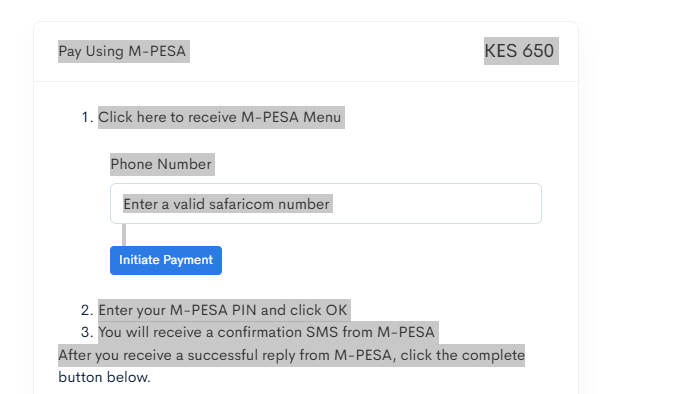 Pay Using M-PESA
KES 650
1. Click here to receive M-PESA Menu
Phone Number
Enter a valid safaricom number
Initiate Payment
2. Enter your M-PESA PIN and click OK
3. You will receive a confirmation SMS from M-PESA
After you receive a successful reply from M-PESA, click the complete
button below.